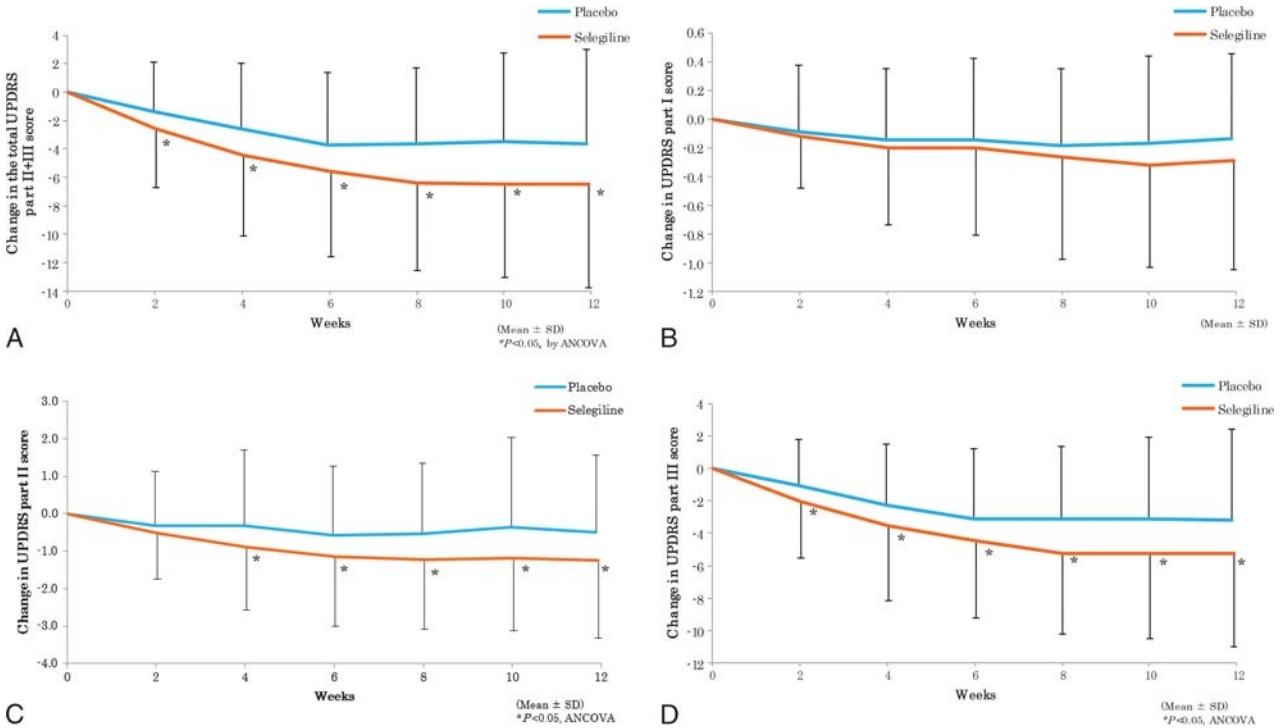 Placebo
Selegiline
Change in the total UPDRS
part II+III score
4
2
0
-2
-4
-6
-8
-10
-12
-14
*
*
*
*
*
*
0
2
4
6
8
10
12
Weeks
(Mean ± SD)
*P<0.05, by ANCOVA
A
Placebo
Selegiline
Change in UPDRS part I score
0.6
0.4
0.2
0.0
-0.2
-0.4
-0.6
-0.8
-1.0
-1.2
0
2
4
6
8
10
12
Weeks
(Mean ± SD)
B
Placebo
Selegiline
Change in UPDRS part II score
3.0
2.0
1.0
0.0
-1.0
-2.0
-3.0
-4.0
*
*
*
*
*
0
2
4
6
8
10
12
Weeks
(Mean ± SD)
*P<0.05, ANCOVA
C
Placebo
Selegiline
Change in UPDRS part III score
4
2
0
-2
-4
-6
-8
-10
-12
*
*
*
*
*
*
0
2
4
6
8
10
12
Weeks
(Mean ± SD)
*P<0.05, ANCOVA
D